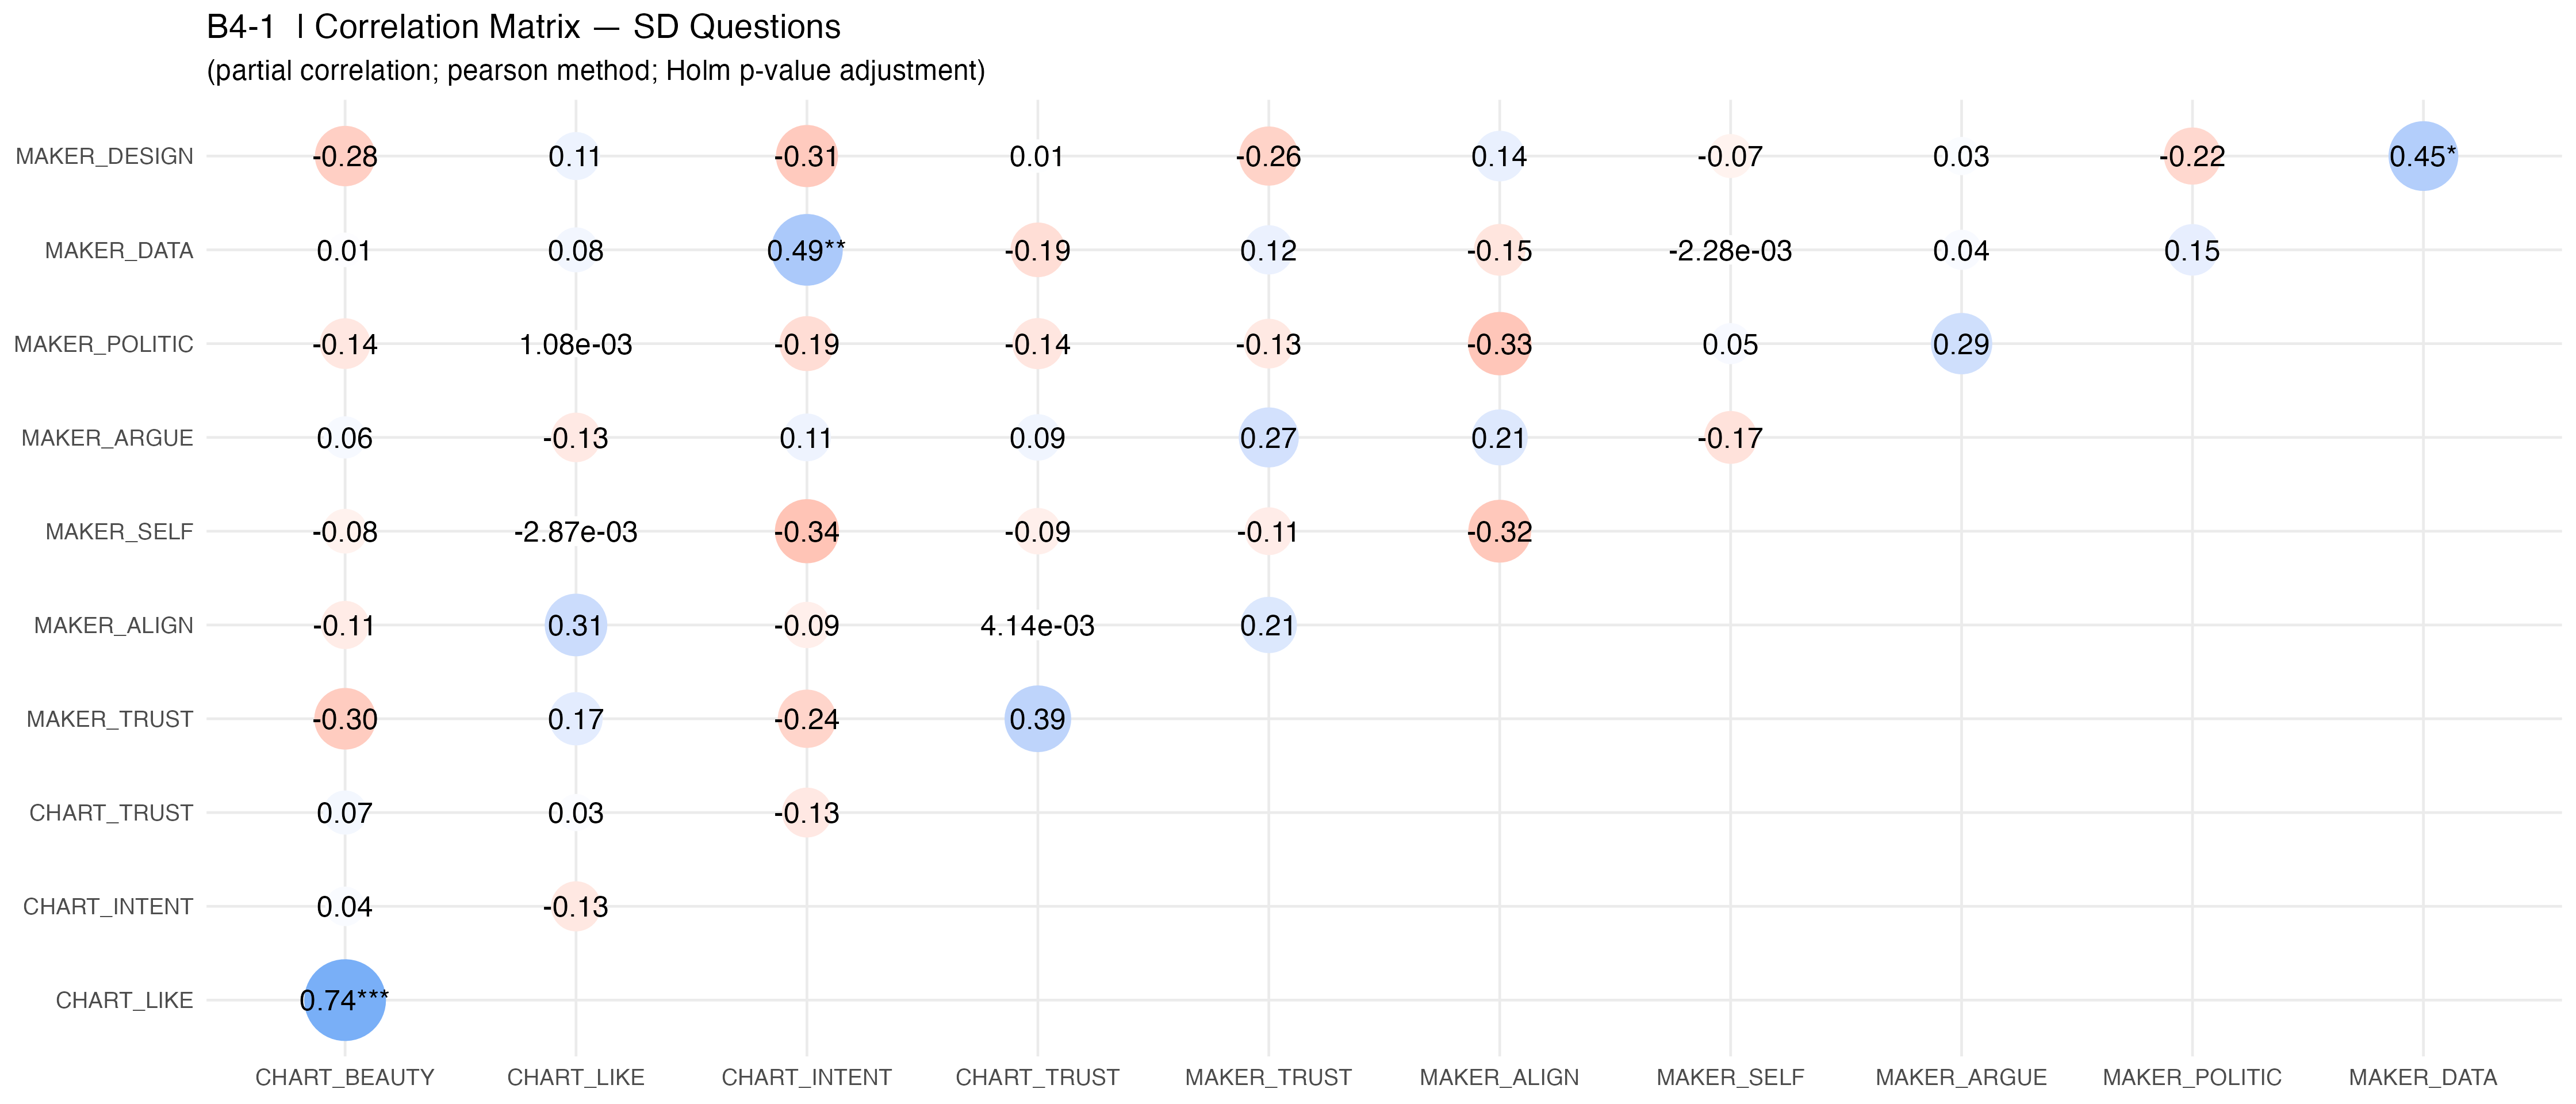 B4-1 | Correlation Matrix — SD Questions
(partial correlation; pearson method; Holm p-value adjustment)
MAKER_DESIGN -0.28 0.11 -0.31 0.01 -0.26 0.14 -0.07 0.03 -0.22 0.45*
MAKER_DATA 0.01 0.08 0.49** -0.19 0.12 -0.15 -2.28e-03 0.04 0.15
MAKER_POLITIC -0.14 1.08e-03 -0.19 -0.14 -0.13 -0.33 0.05 0.29
MAKER_ARGUE 0.06 -0.13 0.11 0.09 0.27 0.21 -0.17
MAKER_SELF -0.08 -2.87e-03 -0.34 -0.09 -0.11 -0.32
MAKER_ALIGN -0.11 0.31 -0.09 4.14e-03 0.21
MAKER_TRUST -0.30 0.17 -0.24 0.39
CHART_TRUST 0.07 0.03 -0.13
CHART_INTENT 0.04 -0.13
CHART_LIKE 0.74***
CHART_BEAUTY CHART_LIKE CHART_INTENT CHART_TRUST MAKER_TRUST MAKER_ALIGN MAKER_SELF MAKER_ARGUE MAKER_POLITIC MAKER_DATA